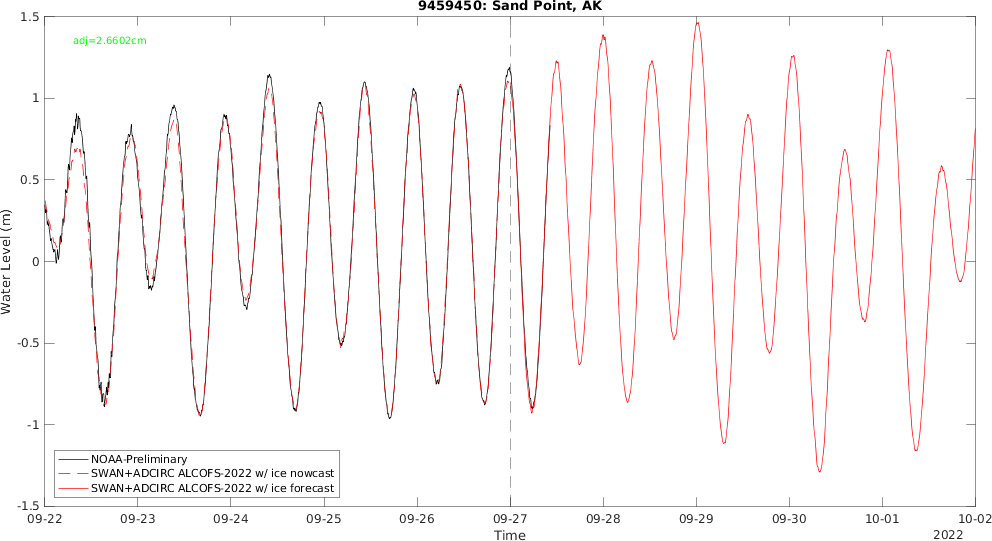 9459450: Sand Point, AK
adj=2.6602cm
1.5
1
0.5
0
-0.5
-1
-1.5
Water Level (m)
NOAA-Preliminary
SWAN+ADCIRC ALCOFS-2022 w/ ice nowcast
SWAN+ADCIRC ALCOFS-2022 w/ ice forecast
09-22 09-23 09-24 09-25 09-26 09-27 09-28 09-29 09-30 10-01 10-02
Time
2022